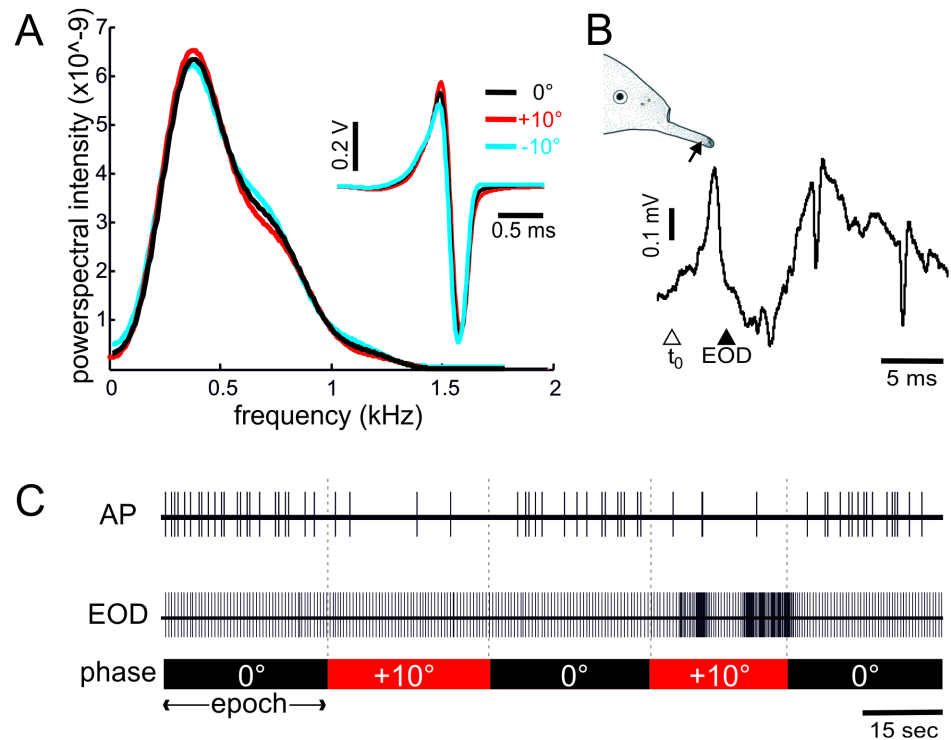 A
powerspectral intensity (x10^-9)
7
6
5
4
3
2
1
0
0.5
1
1.5
2
frequency (kHz)
0.2 V
0°
+10°
-10°
0.5 ms
B
0.1 mV
t0
EOD
5 ms
C
AP
EOD
phase
0°
+10°
0°
+10°
0°
epoch
15 sec